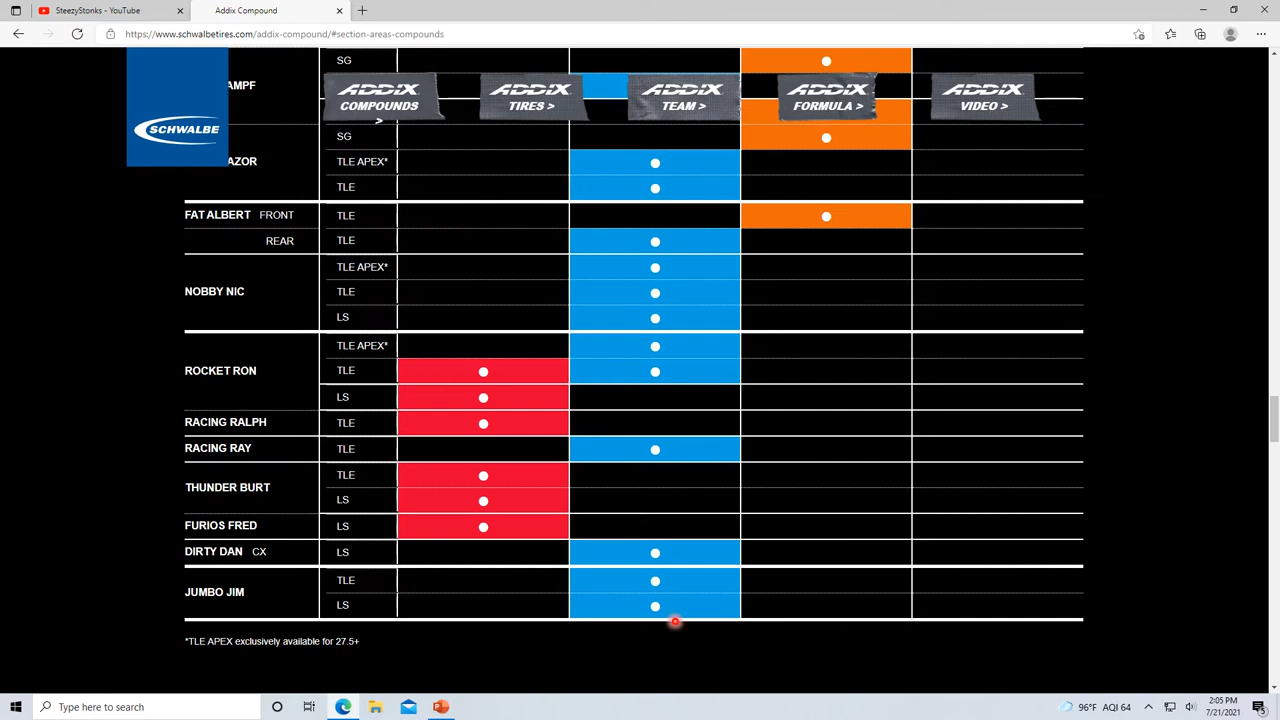 SteezyStonks - YouTube
Addix Compound
https://www.schwalbetires.com/addix-compound/#section-areas-compounds
SG
AMPF
ADDIX
COMPOUNDS
>
ADDIX
TIRES >
ADDIX
TEAM >
ADDIX
FORMULA >
ADDIX
VIDEO >
SCHWALBE
SG
AZOR
TLE APEX*
TLE
FAT ALBERT FRONT
TLE
REAR
TLE
TLE APEX*
NOBBY NIC
TLE
LS
TLE APEX*
ROCKET RON
TLE
LS
RACING RALPH
TLE
RACING RAY
TLE
TLE
THUNDER BURT
LS
FURIOS FRED
LS
DIRTY DAN CX
LS
TLE
JUMBO JIM
LS
*TLE APEX exclusively available for 27.5+
Type here to search
96°F AQI 64
2:05 PM
7/21/2021
5